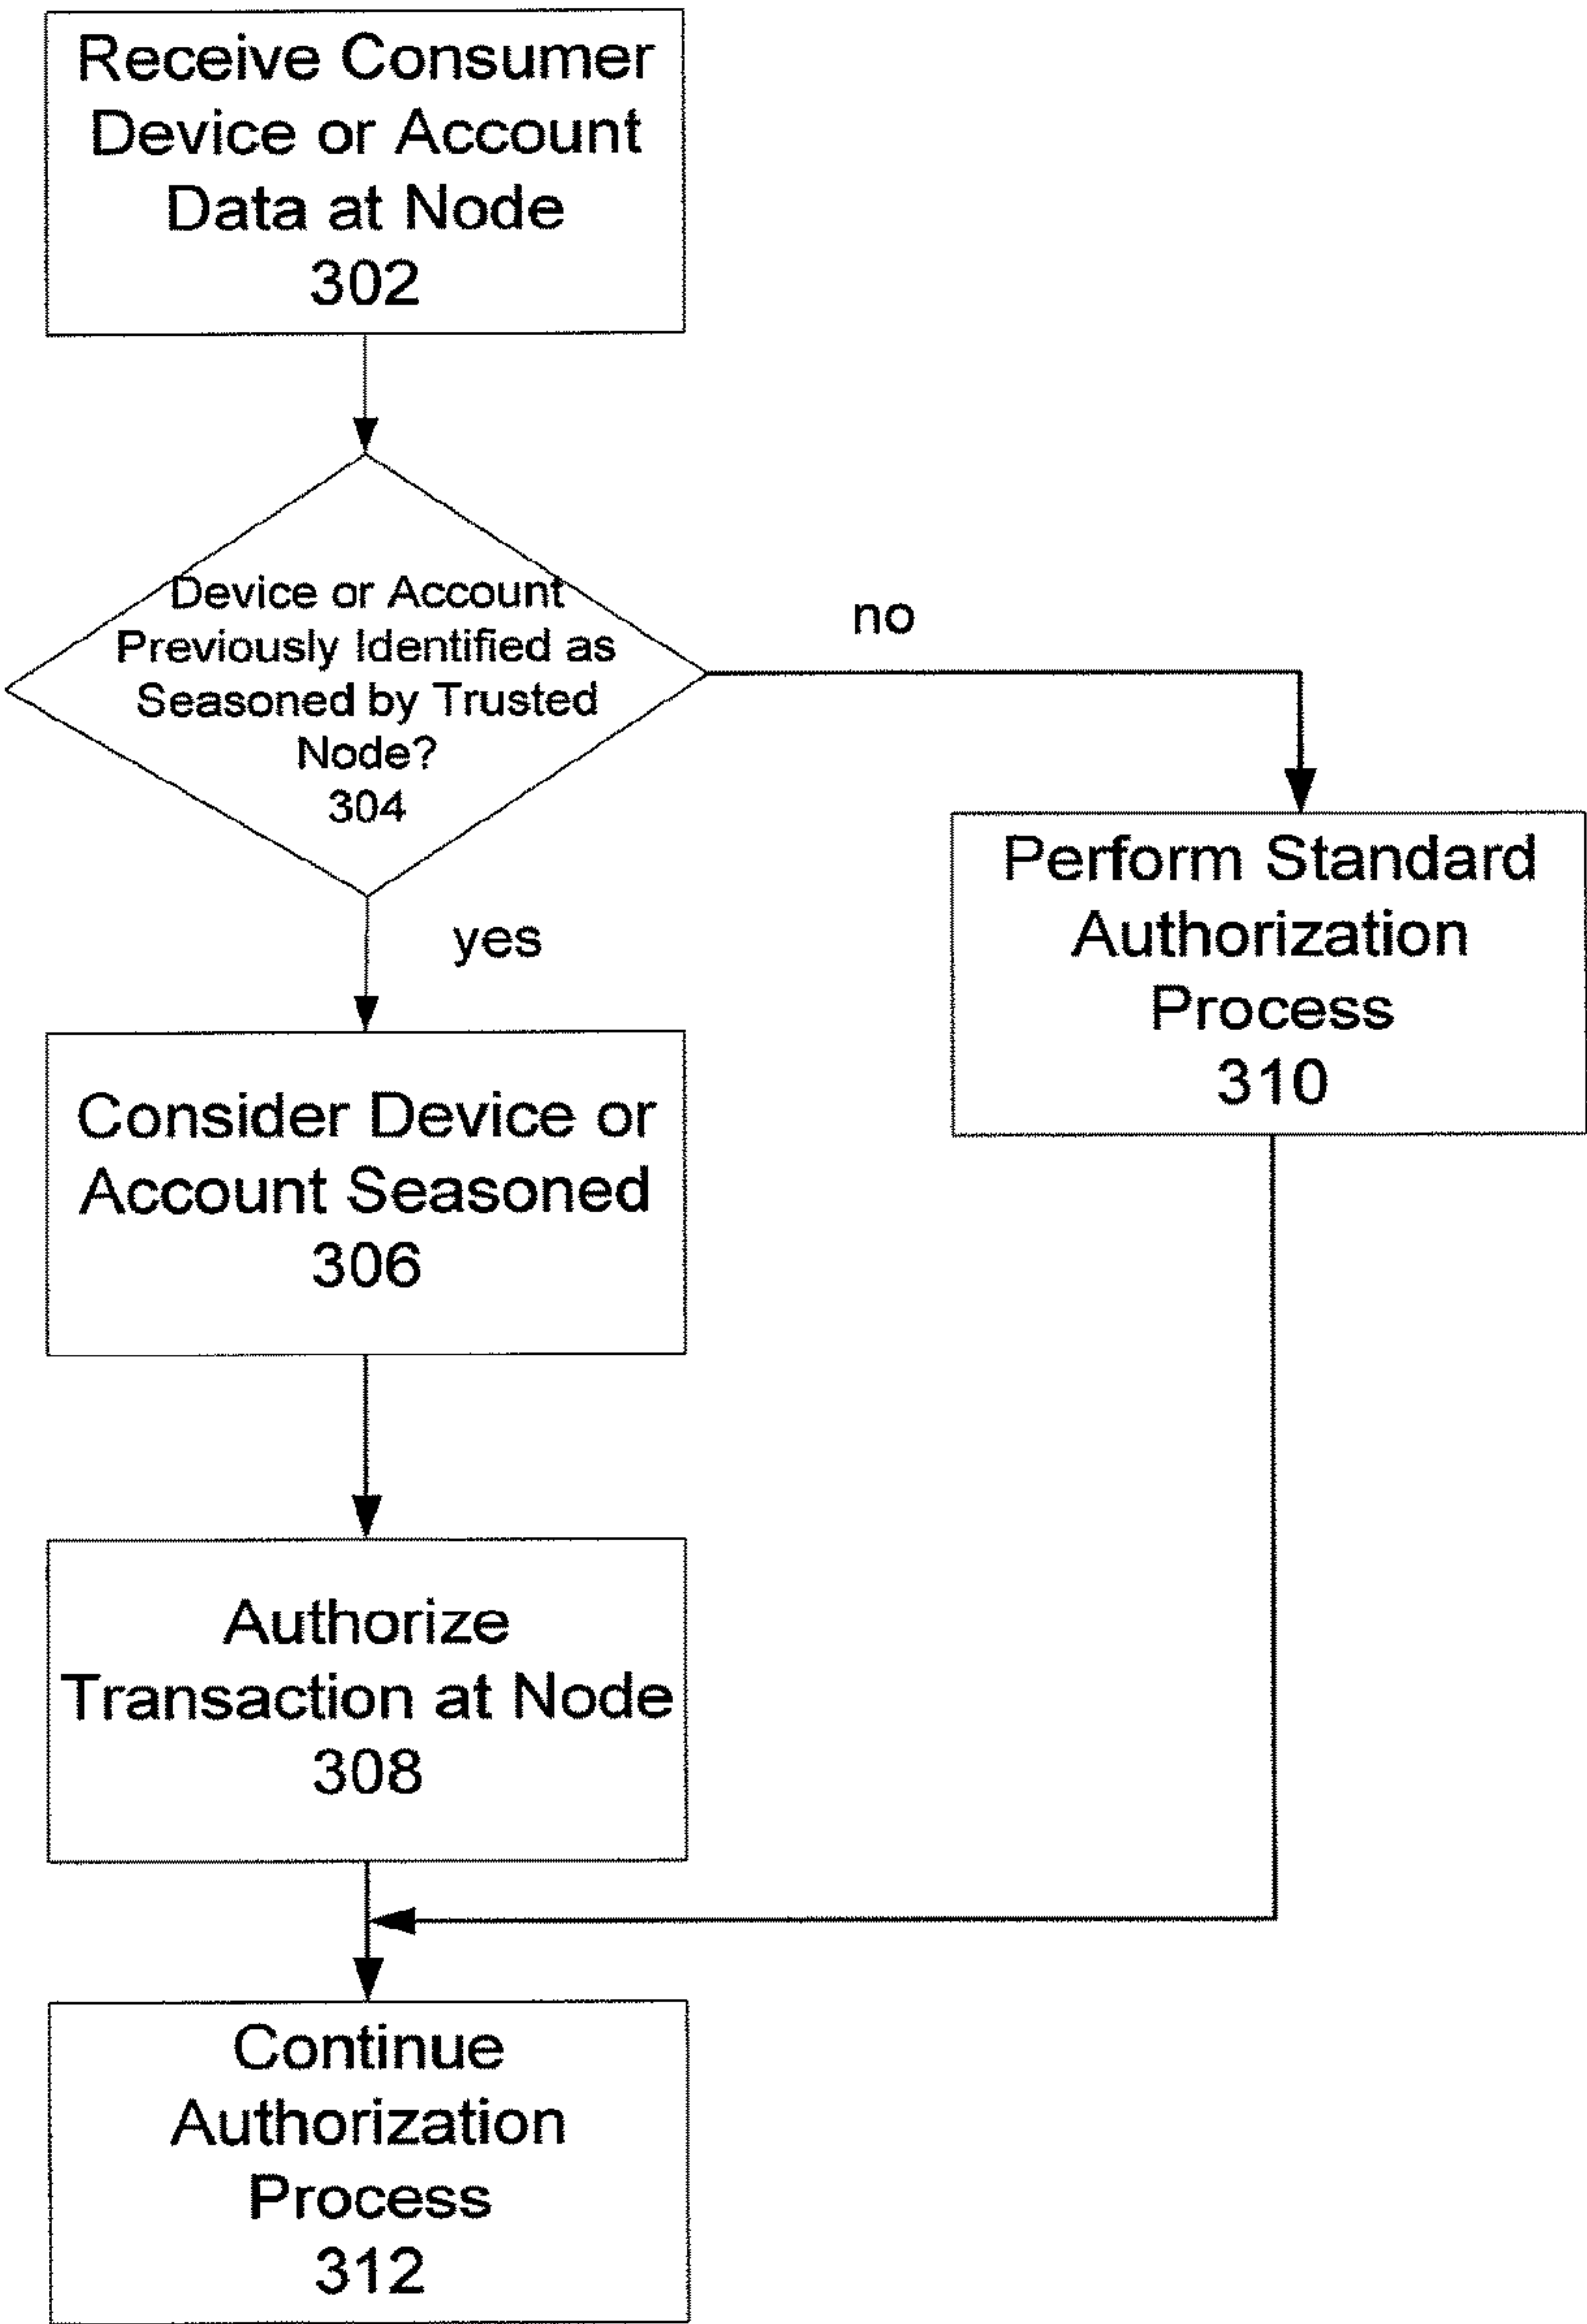 Receive Consumer
Device or Account
Data at Node
302
Device or Account
Previously Identified as
Seasoned by Trusted
Node?
304
no
yes
Perform Standard
Authorization
Process
310
Consider Device or
Account Seasoned
306
Authorize
Transaction at Node
308
Continue
Authorization
Process
312